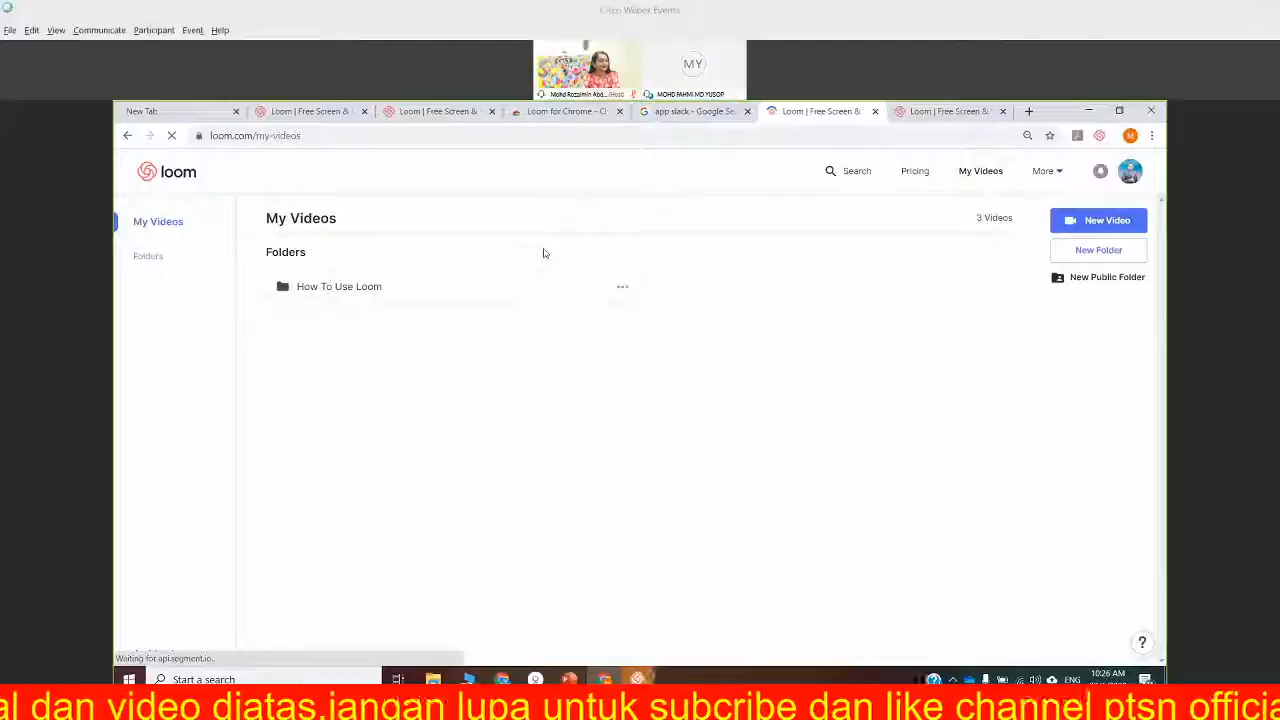 Cisco Webex Events
File Edit View Communicate Participant Event Help
MY
Mohd Rozaimin Abd... (Host)
MOHD FAHMI MD YUSOP
New Tab
Loom | Free Screen &
Loom | Free Screen &
Loom for Chrome - Ch
app slack - Google Se
Loom | Free Screen &
Loom | Free Screen &
loom.com/my-videos
M
loom
Search
Pricing
My Videos
More
My Videos
Folders
My Videos
3 Videos
Folders
How To Use Loom
New Video
New Folder
New Public Folder
?
Waiting for api.segment.io..
Start a search
ENG
10:26 AM
al dan video diatas,jangan lupa untuk subcribe dan like channel ptsn officia